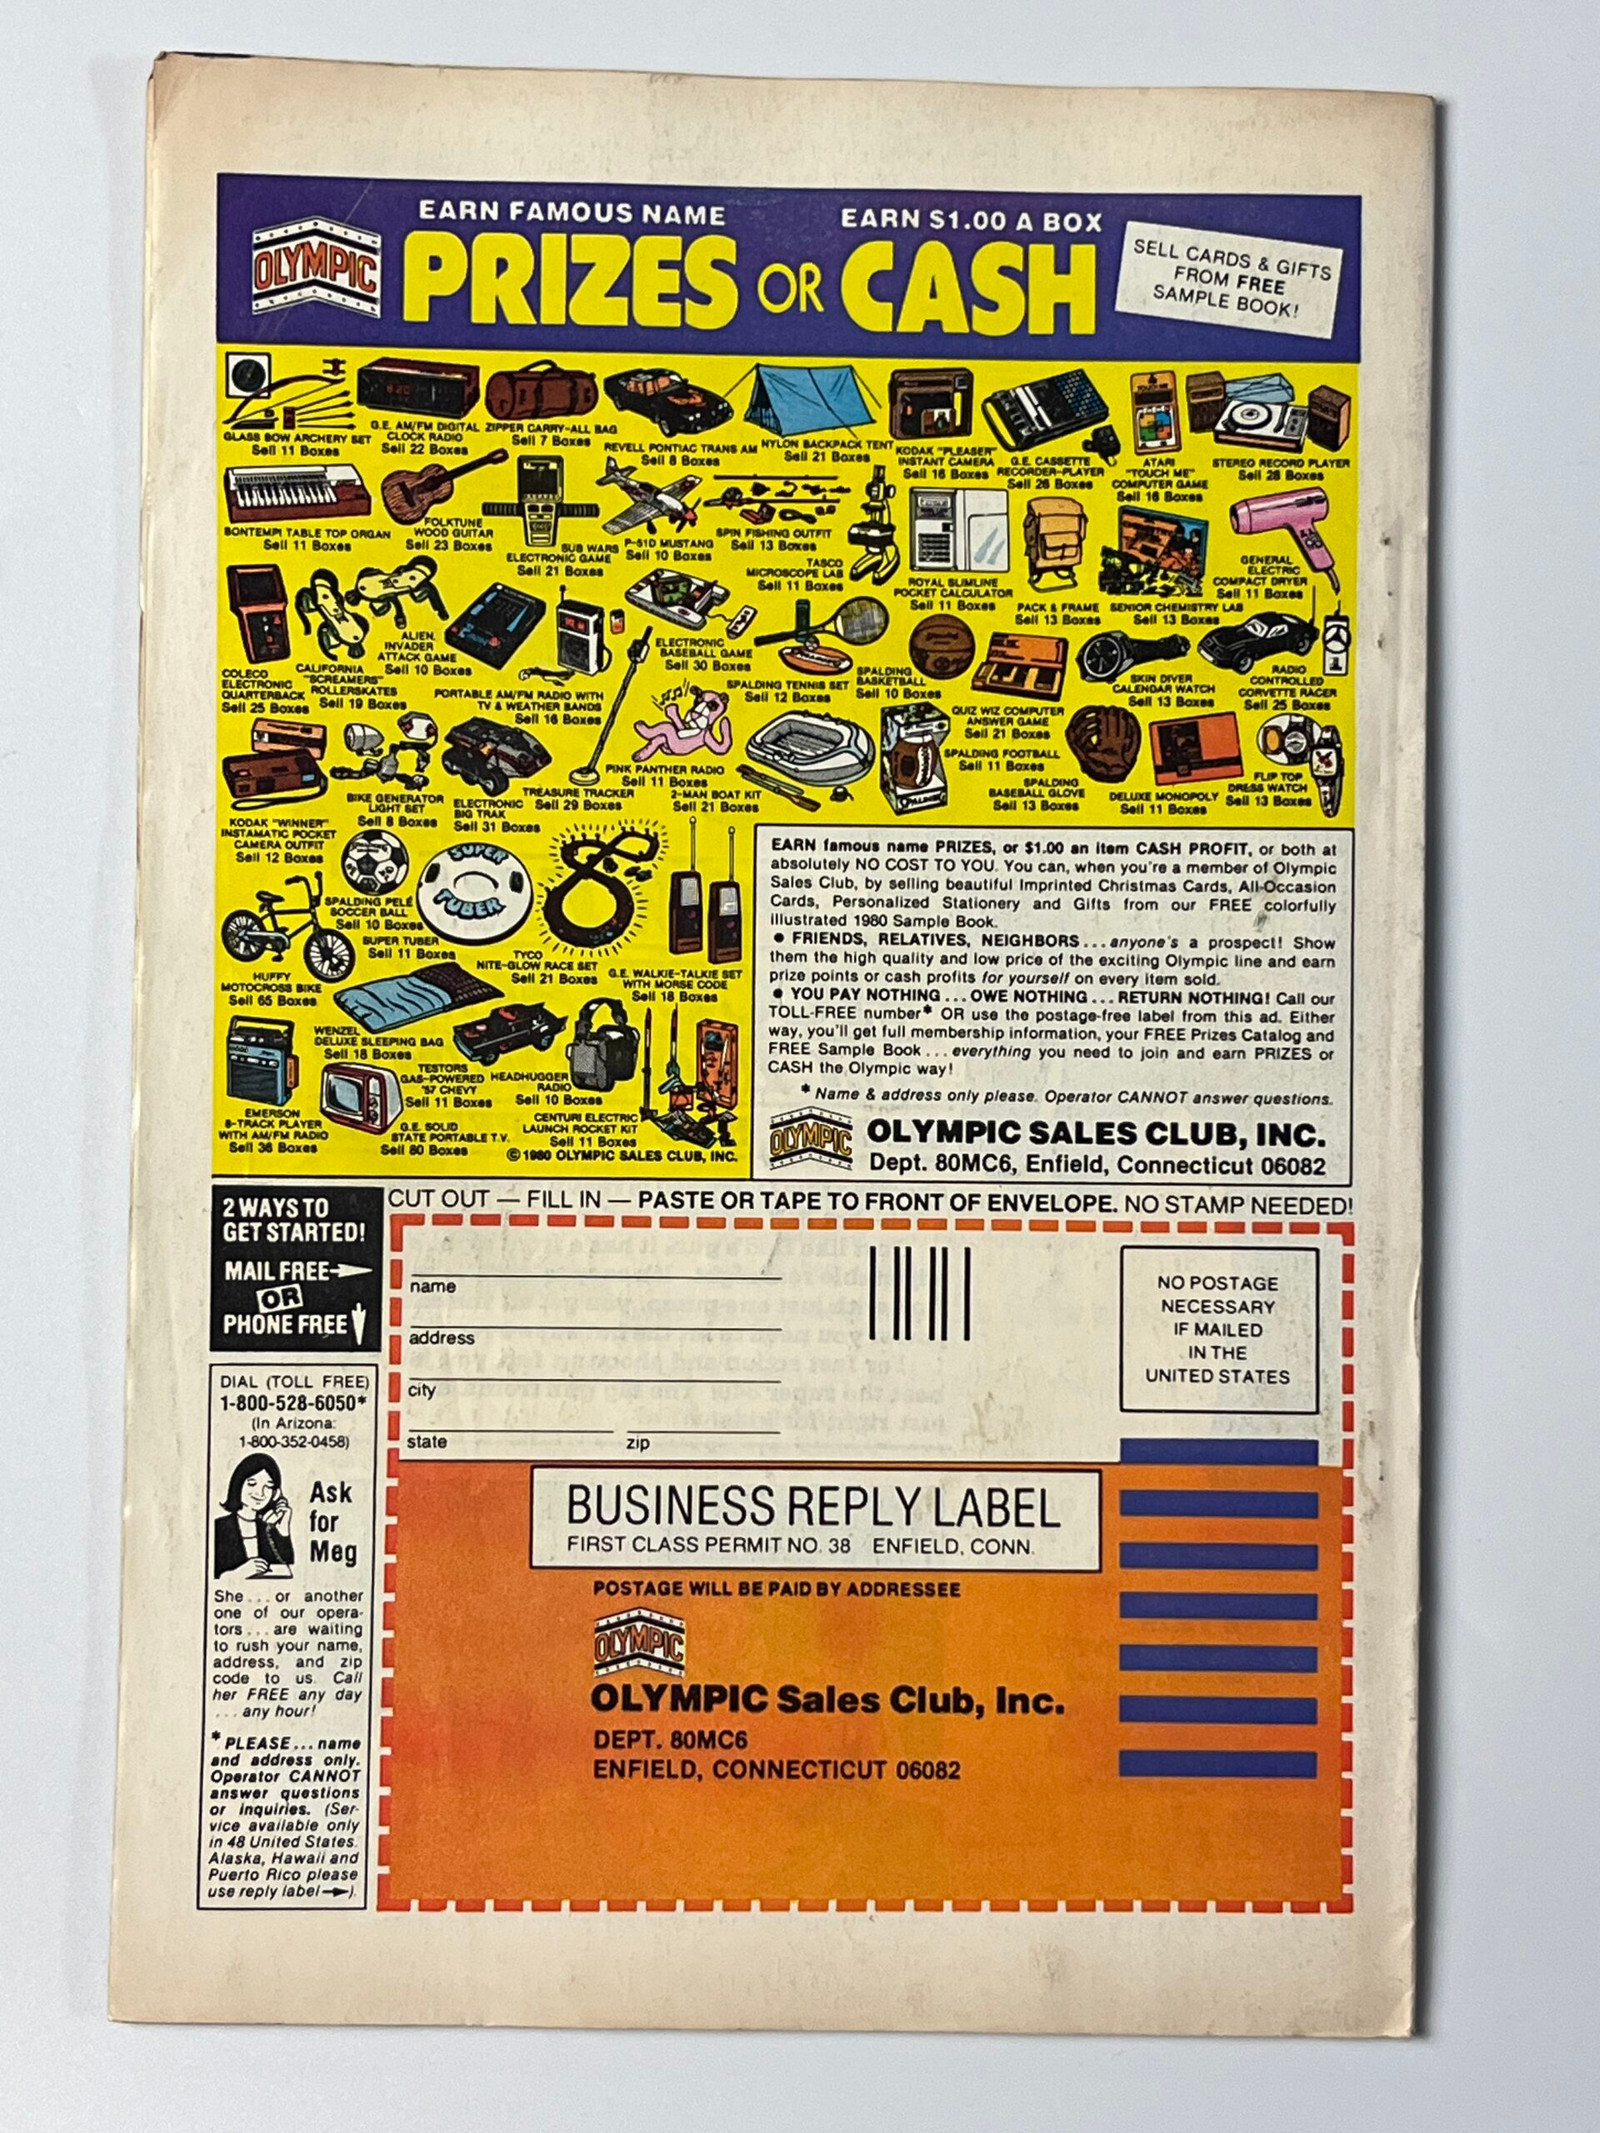 OLYMPIC
EARN FAMOUS NAME
PRIZES OR CASH
EARN $1.00 A BOX
SELL CARDS & GIFTS
FROM FREE
SAMPLE BOOK!
GLASS BOW ARCHERY SET
Sell 11 Boxes
G.E. AM/FM DIGITAL
CLOCK RADIO
Sell 22 Boxes
ZIPPER CARRY-ALL BAG
Sell 7 Boxes
REVELL PONTIAC TRANS AM
Sell 8 Boxes
NYLON BACKPACK TENT
Sell 21 Boxes
KODAK "PLEASER"
INSTANT CAMERA
Sell 16 Boxes
G.E. CASSETTE
RECORDER-PLAYER
Sell 26 Boxes
ATARI
"TOUCH ME"
COMPUTER GAME
Sell 16 Boxes
STEREO RECORD PLAYER
Sell 28 Boxes
BONTEMPI TABLE TOP ORGAN
Sell 11 Boxes
FOLKTUNE
WOOD GUITAR
Sell 23 Boxes
SUB WARS
ELECTRONIC GAME
Sell 21 Boxes
P-51D MUSTANG
Sell 10 Boxes
SPIN FISHING OUTFIT
Sell 13 Boxes
TASCO
MICROSCOPE LAB
Sell 11 Boxes
ROYAL SLIMLINE
POCKET CALCULATOR
Sell 11 Boxes
PACK & FRAME
Sell 13 Boxes
SENIOR CHEMISTRY LAB
Sell 13 Boxes
GENERAL
ELECTRIC
COMPACT DRYER
Sell 11 Boxes
COLECO
ELECTRONIC
QUARTERBACK
Sell 25 Boxes
CALIFORNIA
"SCREAMERS"
ROLLERSKATES
Sell 19 Boxes
ALIEN
INVADER
ATTACK GAME
Sell 10 Boxes
PORTABLE AM/FM RADIO WITH
TV & WEATHER BANDS
Sell 16 Boxes
ELECTRONIC
BASEBALL GAME
Sell 30 Boxes
SPALDING TENNIS SET
Sell 12 Boxes
SPALDING
BASKETBALL
Sell 10 Boxes
QUIZ WIZ COMPUTER
ANSWER GAME
Sell 21 Boxes
SKIN DIVER
CALENDAR WATCH
Sell 13 Boxes
RADIO
CONTROLLED
CORVETTE RACER
Sell 25 Boxes
KODAK "WINNER"
INSTAMATIC POCKET
CAMERA OUTFIT
Sell 12 Boxes
BIKE GENERATOR
LIGHT SET
Sell 8 Boxes
ELECTRONIC
BIG TRAK
Sell 31 Boxes
TREASURE TRACKER
Sell 29 Boxes
PINK PANTHER RADIO
Sell 11 Boxes
2-MAN BOAT KIT
Sell 21 Boxes
SPALDING FOOTBALL
Sell 11 Boxes
SPALDING
BASEBALL GLOVE
Sell 13 Boxes
DELUXE MONOPOLY
Sell 11 Boxes
FLIP TOP
DRESS WATCH
Sell 13 Boxes
SPALDING PELÉ
SOCCER BALL
Sell 10 Boxes
SUPER
TUBER
SUPER TUBER
Sell 11 Boxes
TYCO
NITE-GLOW RACE SET
Sell 21 Boxes
G.E. WALKIE-TALKIE SET
WITH MORSE CODE
Sell 18 Boxes
HUFFY
MOTOCROSS BIKE
Sell 65 Boxes
WENZEL
DELUXE SLEEPING BAG
Sell 18 Boxes
TESTORS
GAS-POWERED
'57 CHEVY
Sell 11 Boxes
HEADHUGGER
RADIO
Sell 10 Boxes
EMERSON
8-TRACK PLAYER
WITH AM/FM RADIO
Sell 36 Boxes
G.E. SOLID
STATE PORTABLE T.V.
Sell 80 Boxes
CENTURI ELECTRIC
LAUNCH ROCKET KIT
Sell 11 Boxes
© 1980 OLYMPIC SALES CLUB, INC.
EARN famous name PRIZES, or $1.00 an item CASH PROFIT, or both at
absolutely NO COST TO YOU. You can, when you're a member of Olympic
Sales Club, by selling beautiful Imprinted Christmas Cards, All-Occasion
Cards, Personalized Stationery and Gifts from our FREE colorfully
illustrated 1980 Sample Book.
• FRIENDS, RELATIVES, NEIGHBORS...anyone's a prospect! Show
them the high quality and low price of the exciting Olympic line and earn
prize points or cash profits for yourself on every item sold.
• YOU PAY NOTHING...OWE NOTHING...RETURN NOTHING! Call our
TOLL-FREE number* OR use the postage-free label from this ad. Either
way, you'll get full membership information, your FREE Prizes Catalog and
FREE Sample Book...everything you need to join and earn PRIZES or
CASH the Olympic way!
* Name & address only please. Operator CANNOT answer questions.
OLYMPIC
OLYMPIC SALES CLUB, INC.
Dept. 80MC6, Enfield, Connecticut 06082
2 WAYS TO
GET STARTED!
MAIL FREE
OR
PHONE FREE
CUT OUT — FILL IN — PASTE OR TAPE TO FRONT OF ENVELOPE. NO STAMP NEEDED!
name
address
city
state zip
NO POSTAGE
NECESSARY
IF MAILED
IN THE
UNITED STATES
DIAL (TOLL FREE)
1-800-528-6050*
(In Arizona:
1-800-352-0458)
Ask
for
Meg
She...or another
one of our opera-
tors...are waiting
to rush your name,
address, and zip
code to us. Call
her FREE any day
...any hour!
* PLEASE...name
and address only.
Operator CANNOT
answer questions
or inquiries. (Ser-
vice available only
in 48 United States.
Alaska, Hawaii and
Puerto Rico please
use reply label).
BUSINESS REPLY LABEL
FIRST CLASS PERMIT NO. 38 ENFIELD, CONN.
POSTAGE WILL BE PAID BY ADDRESSEE
OLYMPIC
OLYMPIC Sales Club, Inc.
DEPT. 80MC6
ENFIELD, CONNECTICUT 06082